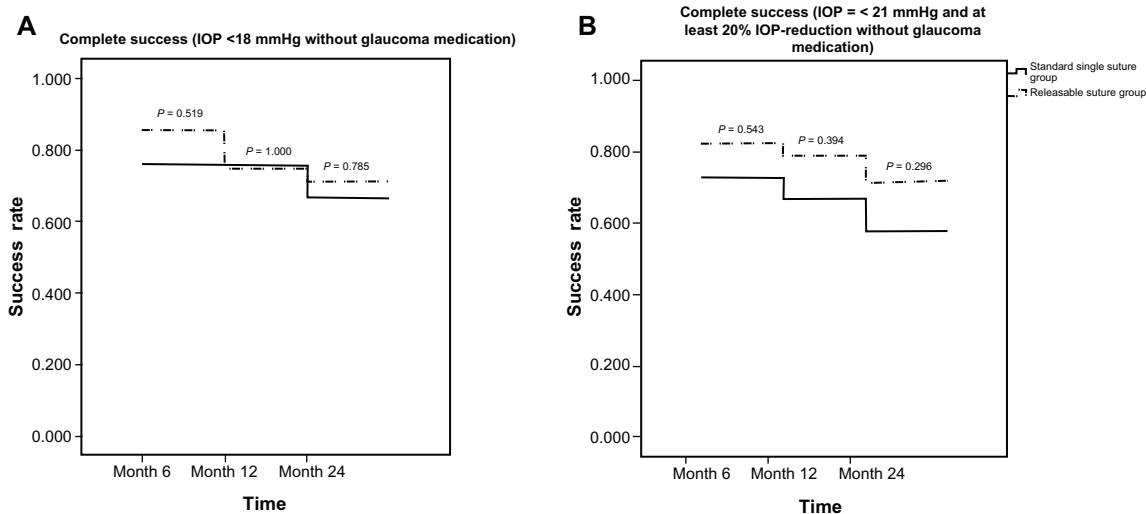 A
Complete success (IOP <18 mmHg without glaucoma medication)
Success rate
1.000
0.800
0.600
0.400
0.200
0.000
P = 0.519
P = 1.000
P = 0.785
Month 6
Month 12
Month 24
Time
B
Complete success (IOP = < 21 mmHg and at
least 20% IOP-reduction without glaucoma
medication)
Success rate
1.000
0.800
0.600
0.400
0.200
0.000
P = 0.543
P = 0.394
P = 0.296
Month 6
Month 12
Month 24
Time
Standard single suture
group
Releasable suture group